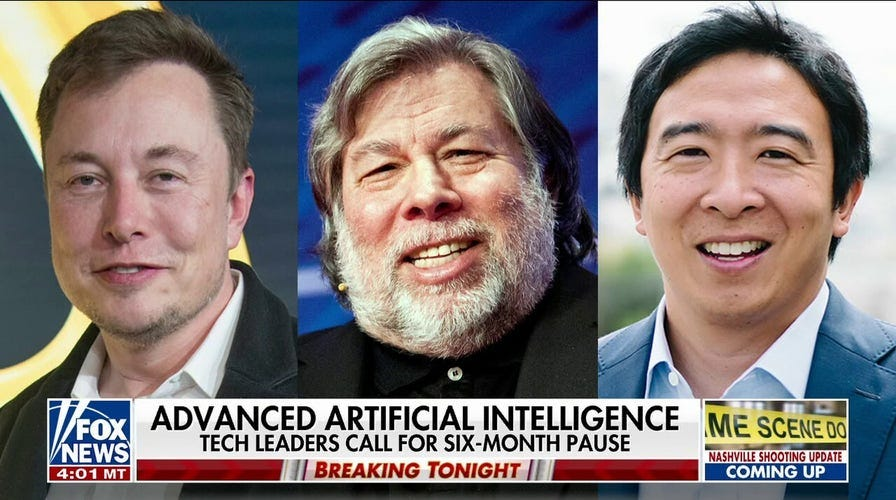 ADVANCED ARTIFICIAL INTELLIGENCE
TECH LEADERS CALL FOR SIX-MONTH PAUSE
FOX
NEWS
4:01 MT
BREAKING TONIGHT
ME SCENE DO
NASHVILLE SHOOTING UPDATE
COMING UP